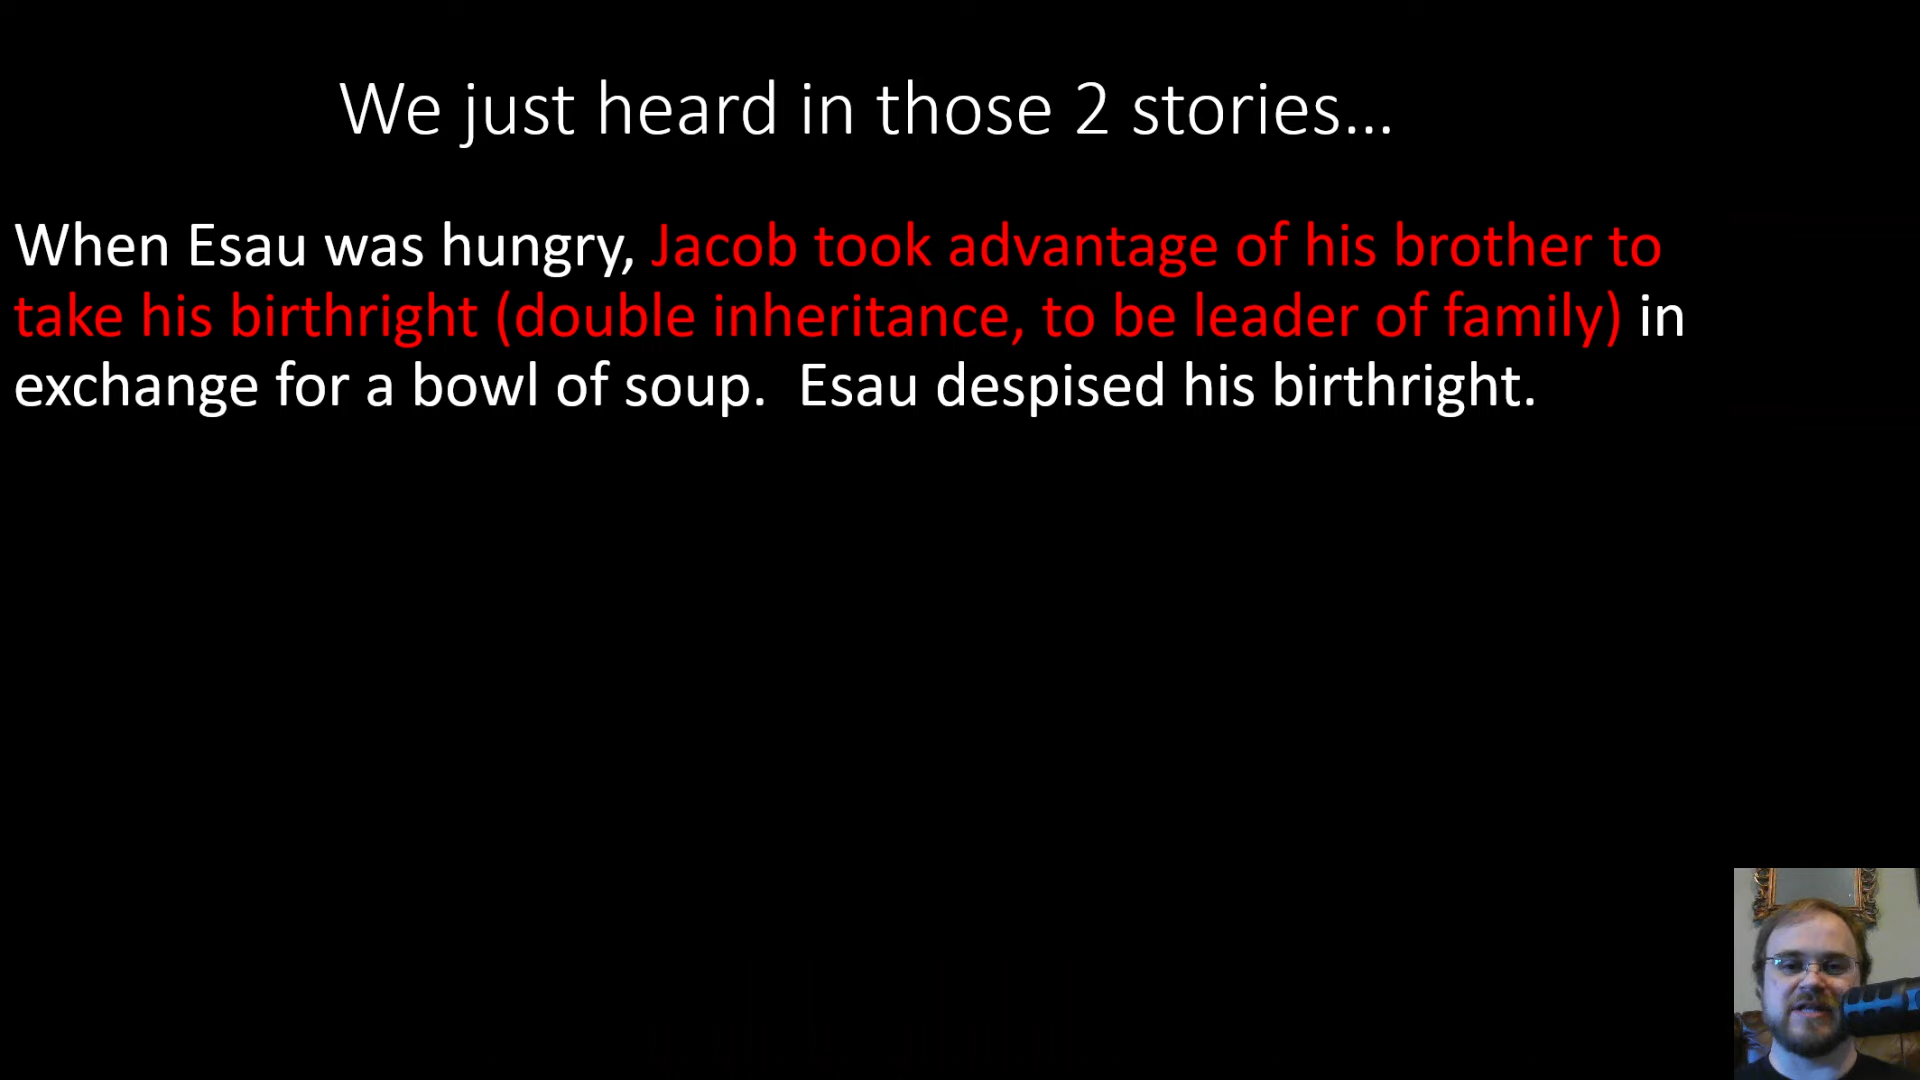 We just heard in those 2 stories...
When Esau was hungry, Jacob took advantage of his brother to
take his birthright (double inheritance, to be leader of family) in
exchange for a bowl of soup.  Esau despised his birthright.